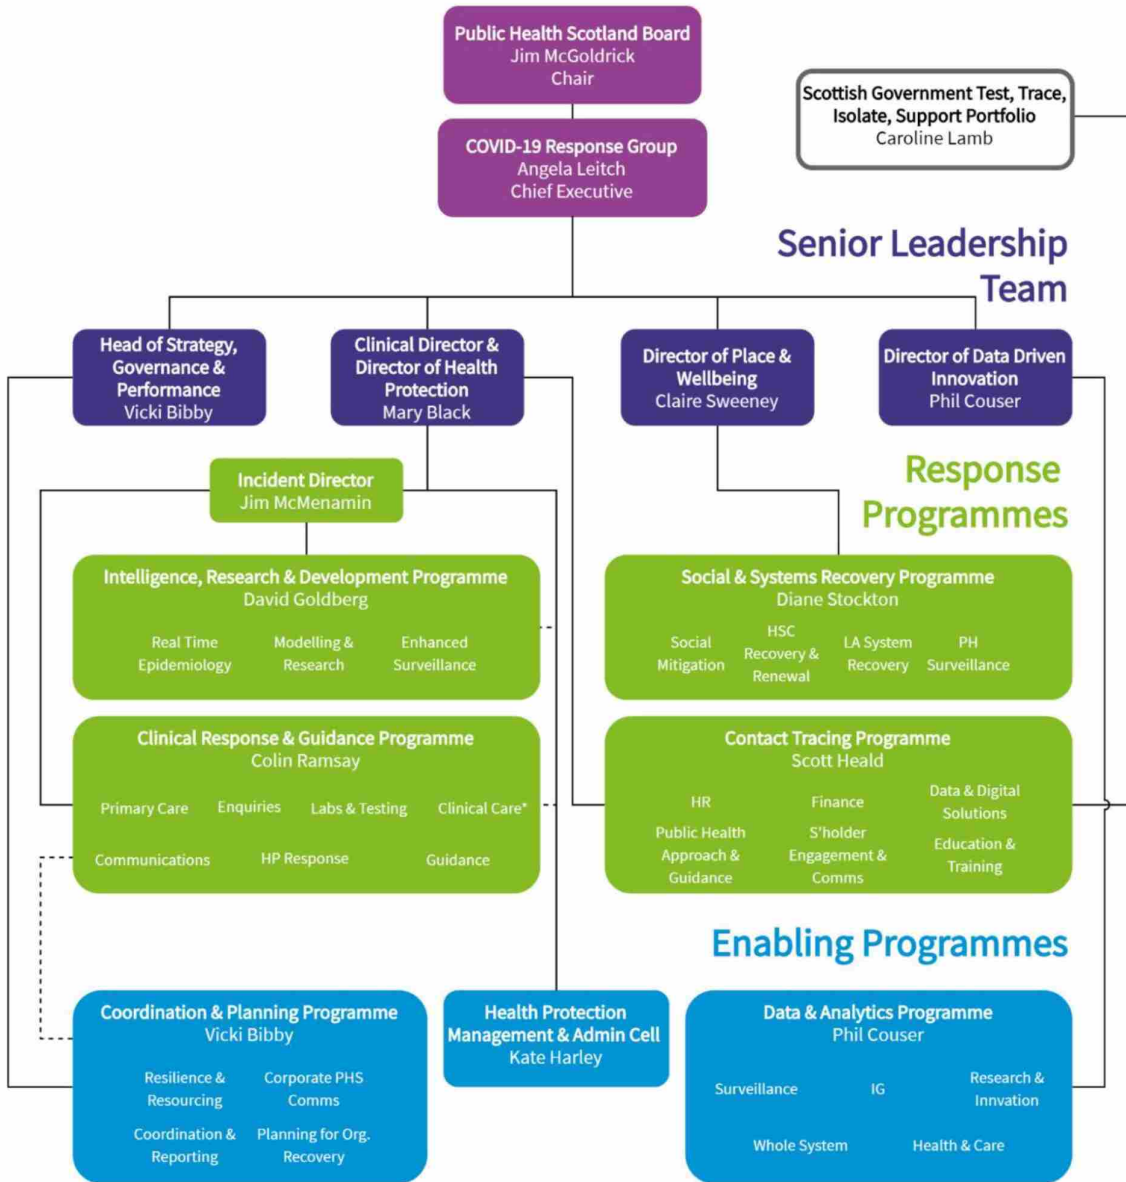 Public Health Scotland Board
Jim McGoldrick
Chair
Scottish Government Test, Trace,
Isolate, Support Portfolio
Caroline Lamb
COVID-19 Response Group
Angela Leitch
Chief Executive
Senior Leadership
Team
Head of Strategy,
Governance &
Performance
Vicki Bibby
Clinical Director &
Director of Health
Protection
Mary Black
Director of Place &
Wellbeing
Claire Sweeney
Director of Data Driven
Innovation
Phil Couser
Response
Programmes
Incident Director
Jim McMenamin
Intelligence, Research & Development Programme
David Goldberg
Real Time
Epidemiology
Modelling &
Research
Enhanced
Surveillance
Social & Systems Recovery Programme
Diane Stockton
Social
Mitigation
HSC
Recovery &
Renewal
LA System
Recovery
PH
Surveillance
Clinical Response & Guidance Programme
Colin Ramsay
Primary Care
Enquiries
Labs & Testing
Clinical Care*
Communications
HP Response
Guidance
Contact Tracing Programme
Scott Heald
HR
Finance
Data & Digital
Solutions
Public Health
Approach &
Guidance
S'holder
Engagement &
Comms
Education &
Training
Enabling Programmes
Coordination & Planning Programme
Vicki Bibby
Resilience &
Resourcing
Corporate PHS
Comms
Coordination &
Reporting
Planning for Org.
Recovery
Health Protection
Management & Admin Cell
Kate Harley
Data & Analytics Programme
Phil Couser
Surveillance
IG
Research &
Innvation
Whole System
Health & Care